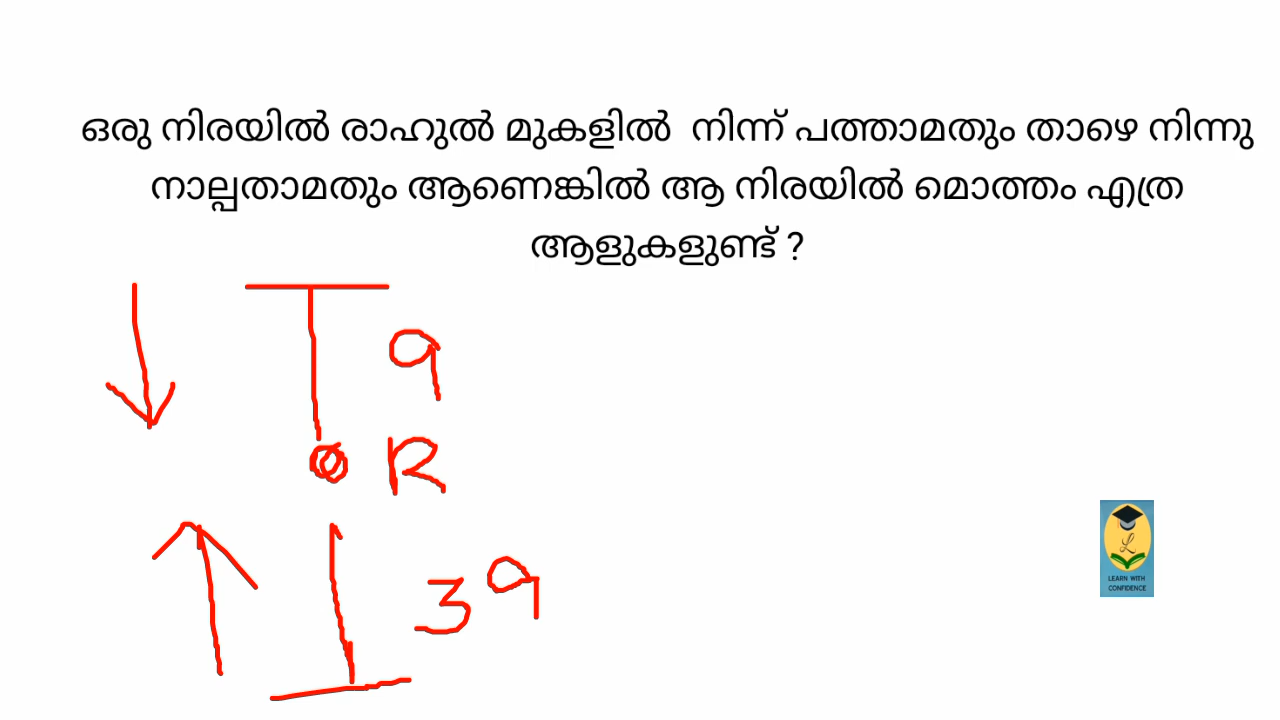 ഒരു നിരയിൽ രാഹുൽ മുകളിൽ നിന്ന് പത്താമതും താഴെ നിന്നു
നാല്പതാമതും ആണെങ്കിൽ ആ നിരയിൽ മൊത്തം എത്ര
ആളുകളുണ്ട് ?
9
R
39
L
LEARN WITH
CONFIDENCE